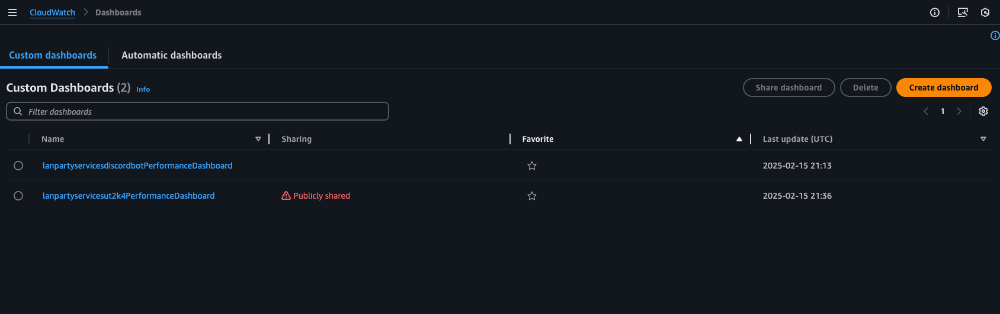 CloudWatch > Dashboards
Custom dashboards Automatic dashboards
Custom Dashboards (2) Info
Share dashboard Delete Create dashboard
Filter dashboards
1
Name Sharing Favorite Last update (UTC)
lanpartyservicesdiscordbotPerformanceDashboard 2025-02-15 21:13
lanpartyservicesut2k4PerformanceDashboard Publicly shared 2025-02-15 21:36